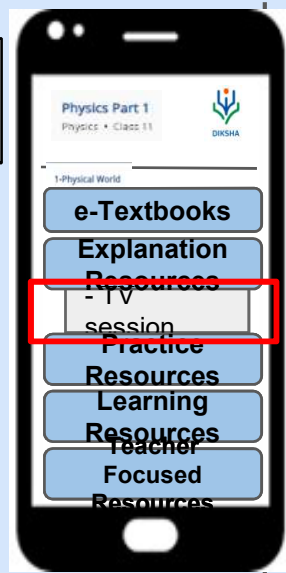 Physics Part 1
Physics • Class 11
DIKSHA
1-Physical World
e-Textbooks
Explanation
Resources
- TV
session
Practice
Resources
Learning
Resources
Teacher
Focused
Resources